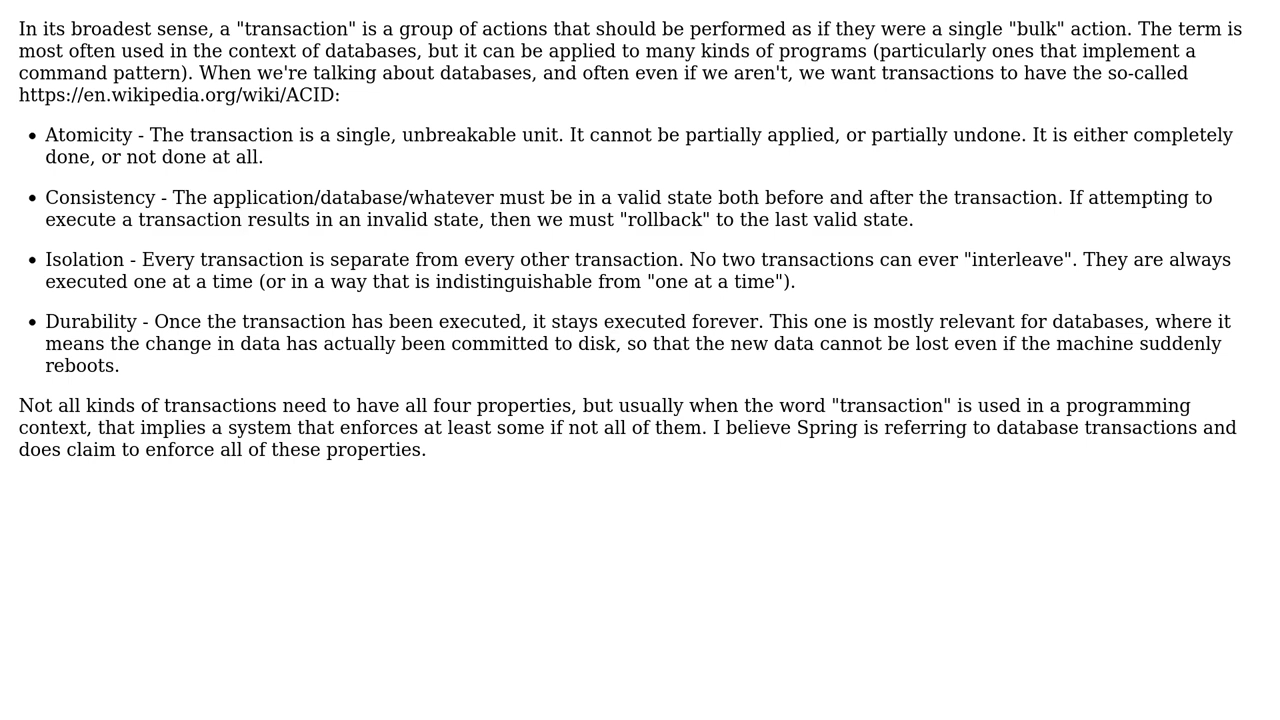 In its broadest sense, a "transaction" is a group of actions that should be performed as if they were a single "bulk" action. The term is
most often used in the context of databases, but it can be applied to many kinds of programs (particularly ones that implement a
command pattern). When we're talking about databases, and often even if we aren't, we want transactions to have the so-called
https://en.wikipedia.org/wiki/ACID:
• Atomicity - The transaction is a single, unbreakable unit. It cannot be partially applied, or partially undone. It is either completely
done, or not done at all.
• Consistency - The application/database/whatever must be in a valid state both before and after the transaction. If attempting to
execute a transaction results in an invalid state, then we must "rollback" to the last valid state.
• Isolation - Every transaction is separate from every other transaction. No two transactions can ever "interleave". They are always
executed one at a time (or in a way that is indistinguishable from "one at a time").
• Durability - Once the transaction has been executed, it stays executed forever. This one is mostly relevant for databases, where it
means the change in data has actually been committed to disk, so that the new data cannot be lost even if the machine suddenly
reboots.
Not all kinds of transactions need to have all four properties, but usually when the word "transaction" is used in a programming
context, that implies a system that enforces at least some if not all of them. I believe Spring is referring to database transactions and
does claim to enforce all of these properties.